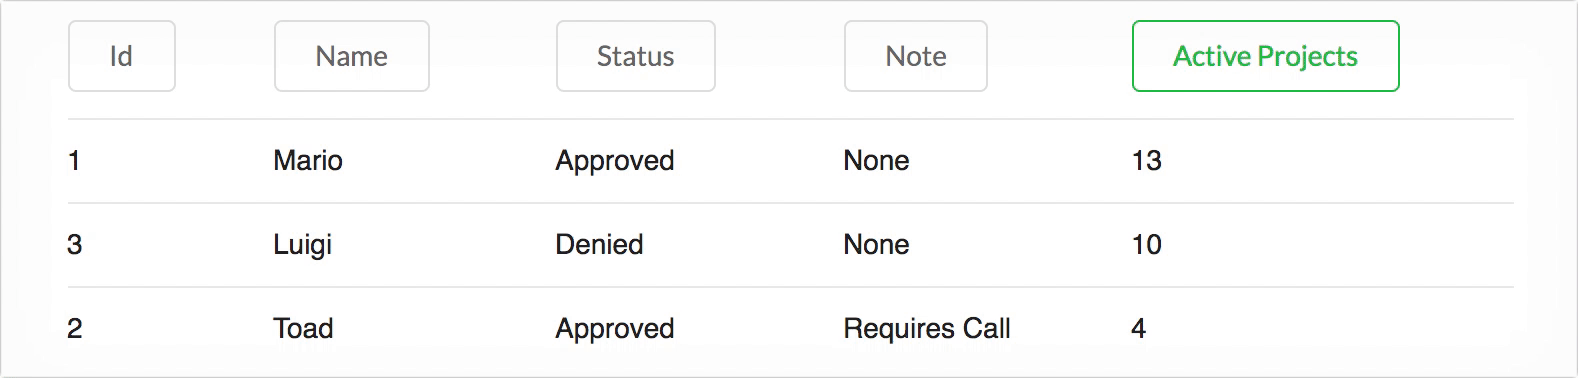 Id Name Status Note Active Projects
1 Mario Approved None 13
3 Luigi Denied None 10
2 Toad Approved Requires Call 4